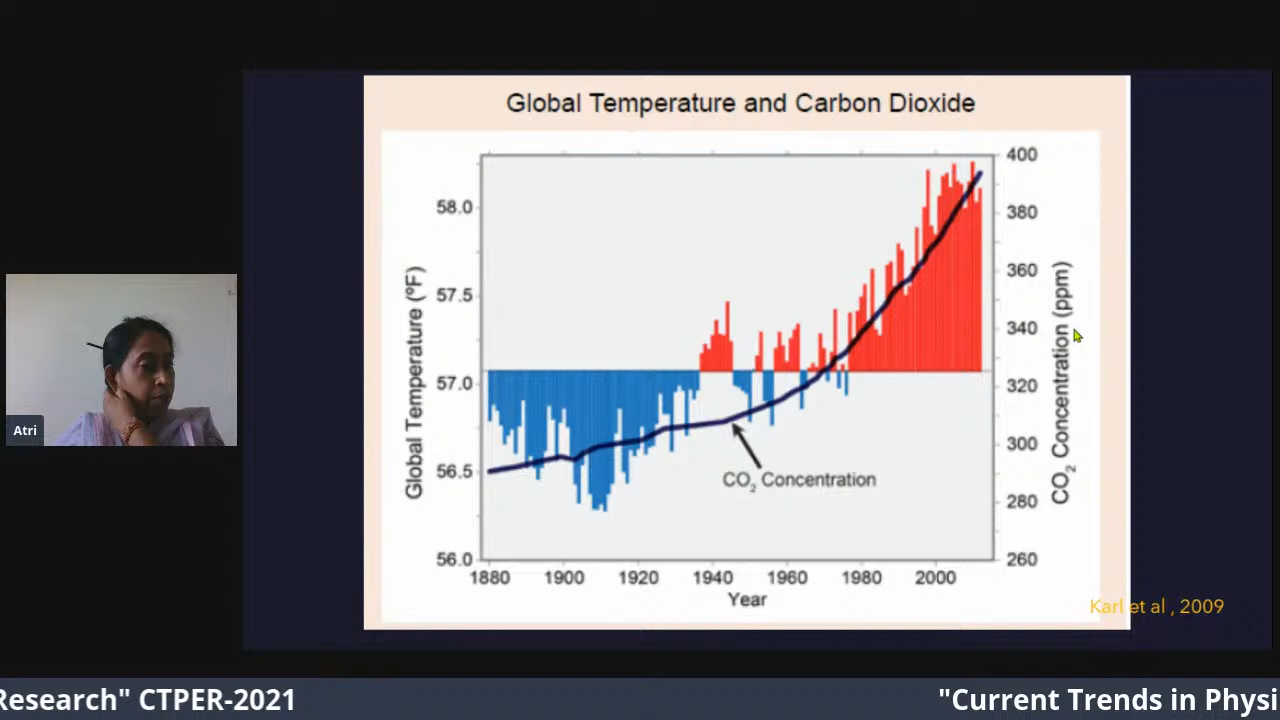 Global Temperature and Carbon Dioxide
Global Temperature (ºF)
58.0
57.5
57.0
56.5
56.0
400
380
360
340
320
300
280
260
CO2 Concentration (ppm)
CO2 Concentration
1880 1900 1920 1940 1960 1980 2000
Year
Karl et al , 2009
Atri
Research" CTPER-2021 "Current Trends in Physi